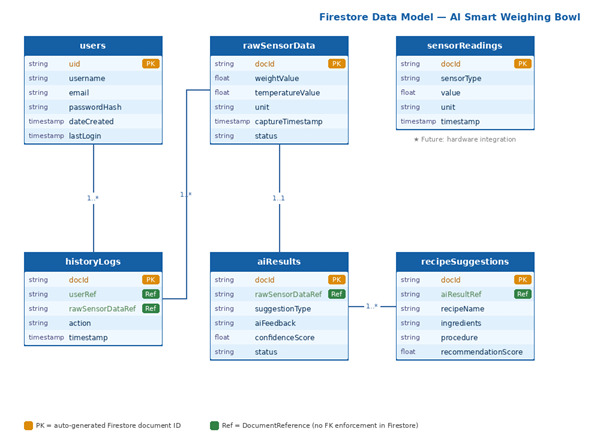 Firestore Data Model — AI Smart Weighing Bowl
users
string uid PK
string username
string email
string passwordHash
timestamp dateCreated
timestamp lastLogin
rawSensorData
string docId PK
float weightValue
float temperatureValue
string unit
timestamp captureTimestamp
string status
sensorReadings
string docId PK
string sensorType
float value
string unit
timestamp timestamp
★ Future: hardware integration
1..*
1..*
1..1
historyLogs
string docId PK
string userRef Ref
string rawSensorDataRef Ref
string action
timestamp timestamp
aiResults
string docId PK
string rawSensorDataRef Ref
string suggestionType
string aiFeedback
float confidenceScore
string status
1..*
recipeSuggestions
string docId PK
string aiResultRef Ref
string recipeName
string ingredients
string procedure
float recommendationScore
PK = auto-generated Firestore document ID
Ref = DocumentReference (no FK enforcement in Firestore)